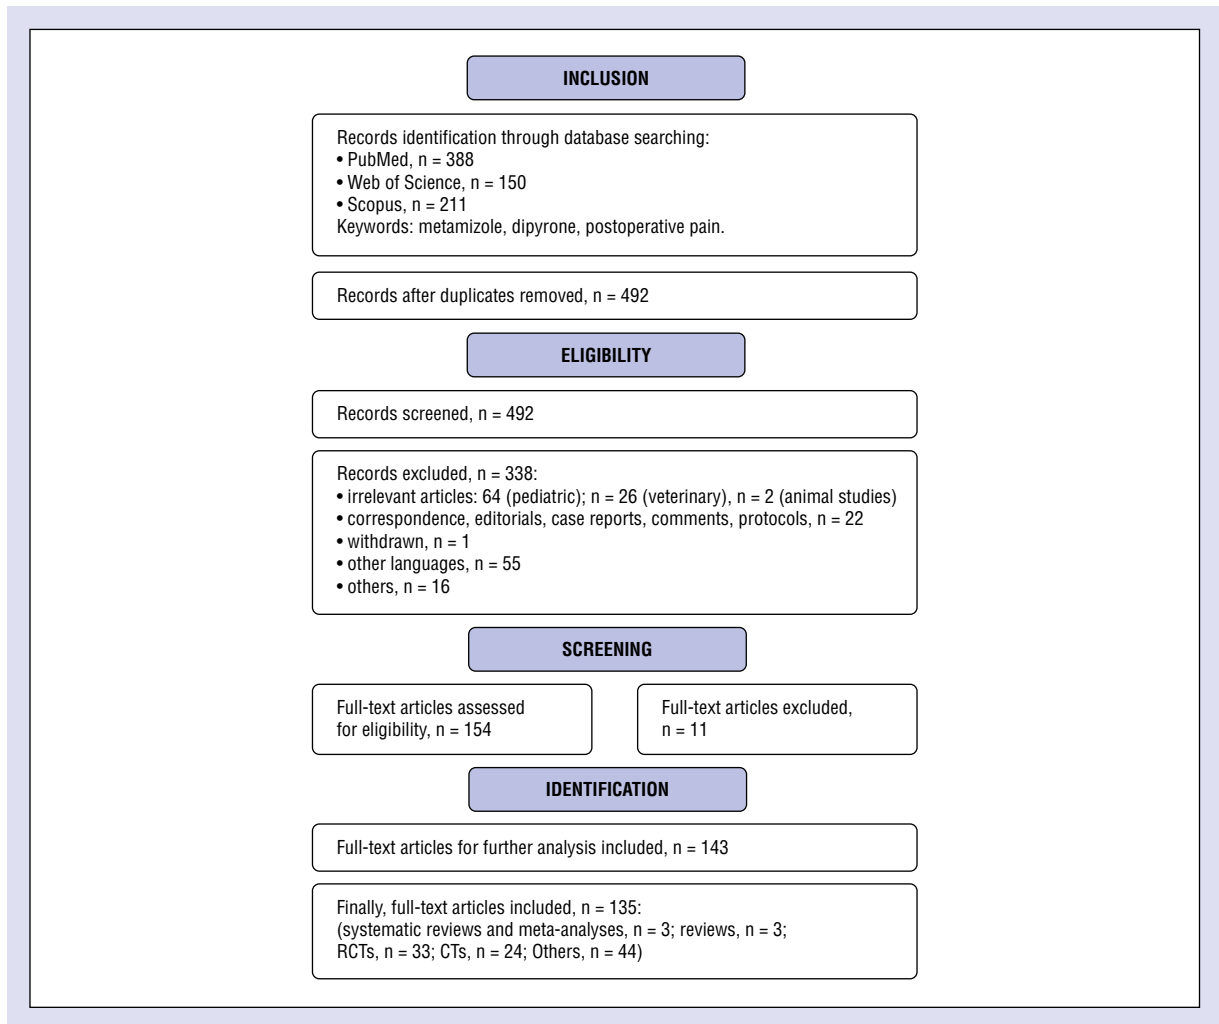 INCLUSION
Records identification through database searching:
• PubMed, n = 388
• Web of Science, n = 150
• Scopus, n = 211
Keywords: metamizole, dipyrone, postoperative pain.
Records after duplicates removed, n = 492
ELIGIBILITY
Records screened, n = 492
Records excluded, n = 338:
• irrelevant articles: 64 (pediatric); n = 26 (veterinary), n = 2 (animal studies)
• correspondence, editorials, case reports, comments, protocols, n = 22
• withdrawn, n = 1
• other languages, n = 55
• others, n = 16
SCREENING
Full-text articles assessed
for eligibility, n = 154
Full-text articles excluded,
n = 11
IDENTIFICATION
Full-text articles for further analysis included, n = 143
Finally, full-text articles included, n = 135:
(systematic reviews and meta-analyses, n = 3; reviews, n = 3;
RCTs, n = 33; CTs, n = 24; Others, n = 44)